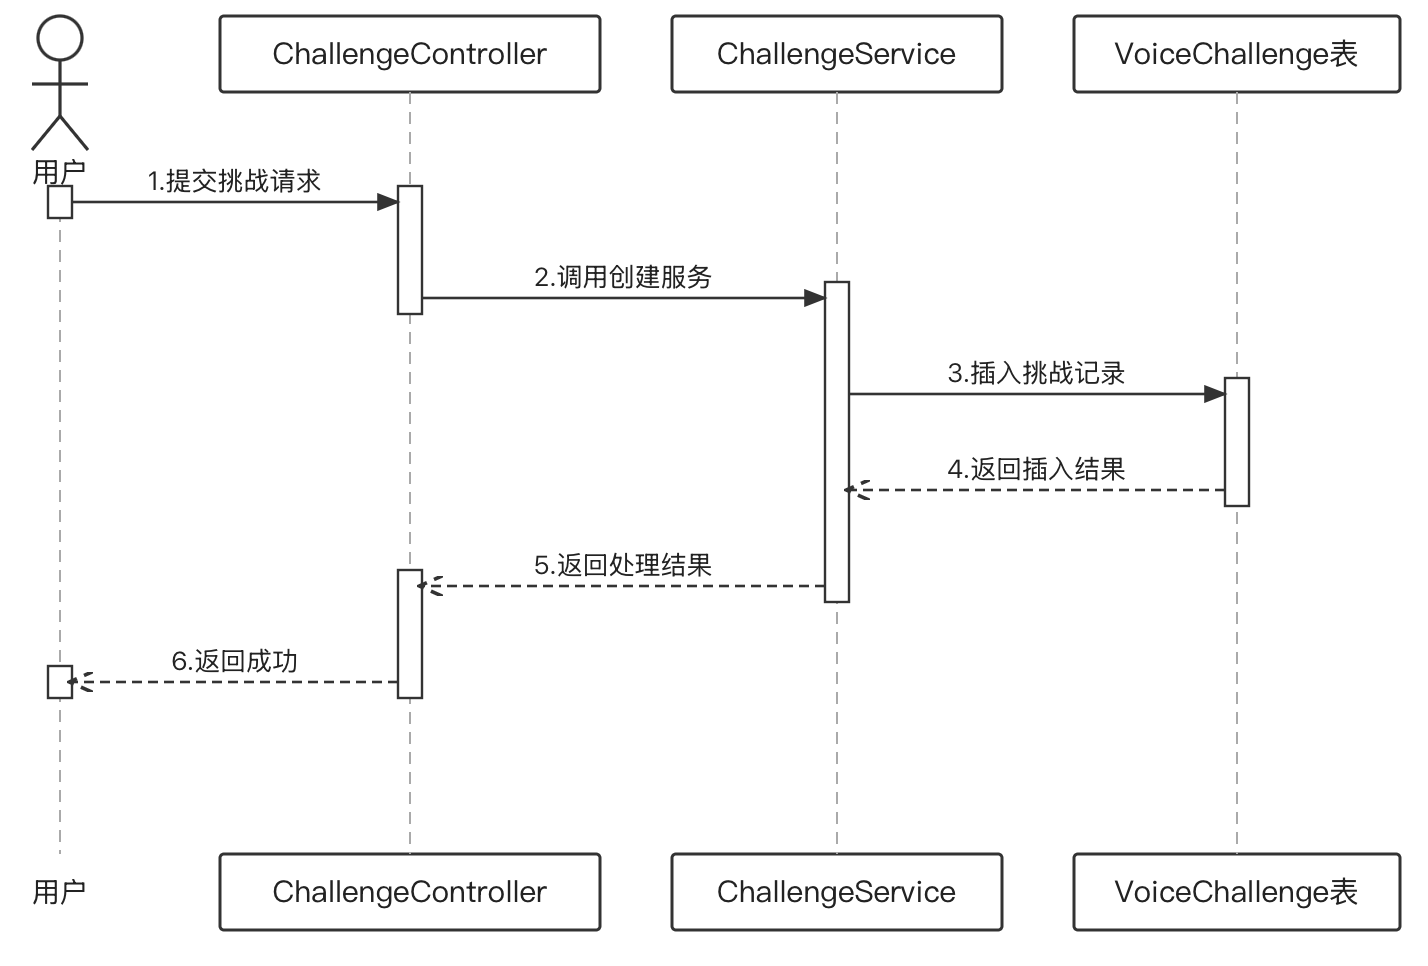 ChallengeController
ChallengeService
VoiceChallenge表
用户
1.提交挑战请求
2.调用创建服务
3.插入挑战记录
4.返回插入结果
5.返回处理结果
6.返回成功
用户
ChallengeController
ChallengeService
VoiceChallenge表